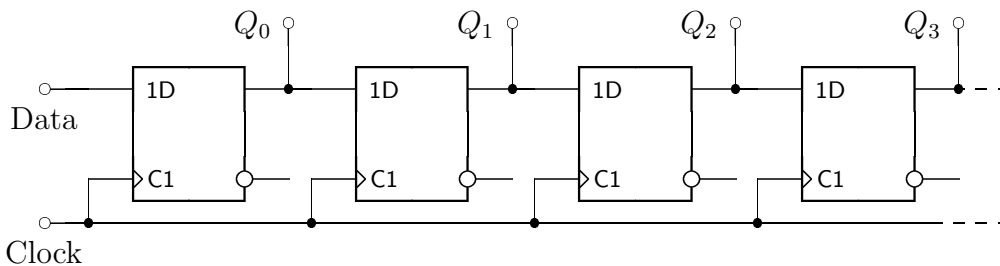 Q₀ Q₁ Q₂ Q₃
1D 1D 1D 1D
Data
C1 C1 C1 C1
Clock